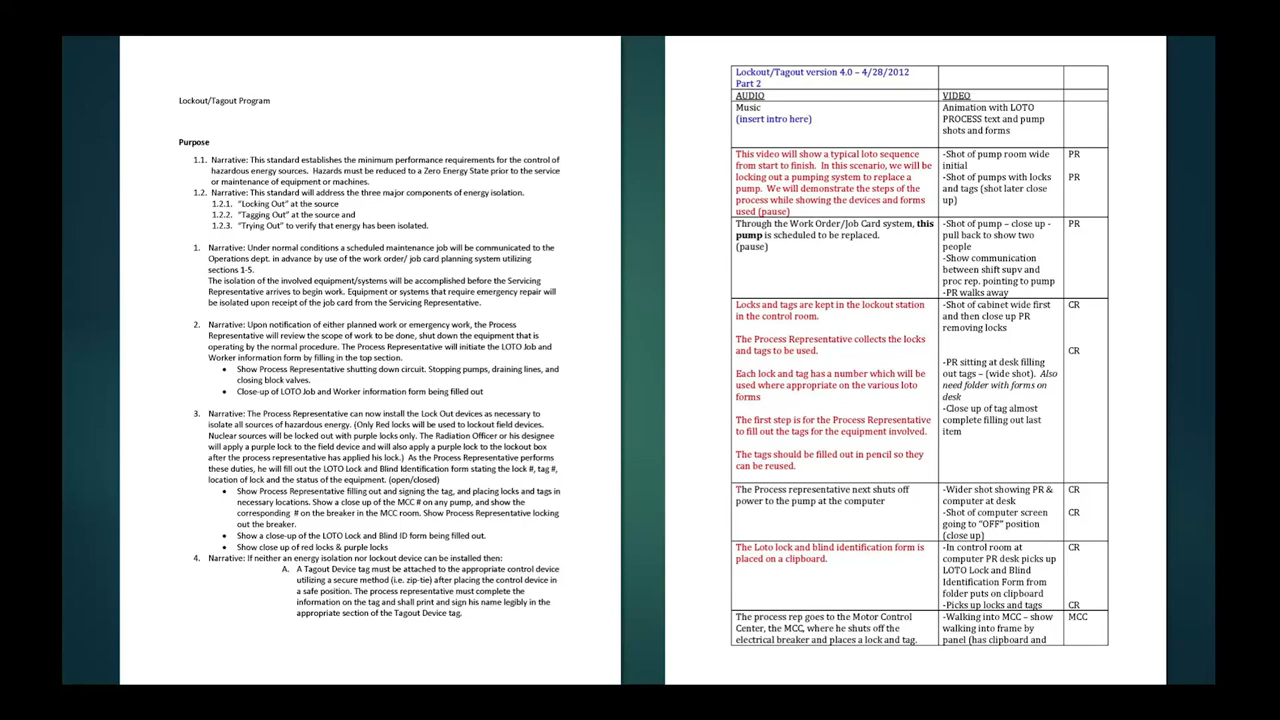 Lockout/Tagout Program
Purpose
1.1. Narrative: This standard establishes the minimum performance requirements for the control of
hazardous energy sources. Hazards must be reduced to a Zero Energy State prior to the service
or maintenance of equipment or machines.
1.2. Narrative: This standard will address the three major components of energy isolation.
1.2.1. “Locking Out” at the source
1.2.2. “Tagging Out” at the source and
1.2.3. “Trying Out” to verify that energy has been isolated.
1. Narrative: Under normal conditions a scheduled maintenance job will be communicated to the
Operations dept. in advance by use of the work order/ job card planning system utilizing
sections 1-5.
The isolation of the involved equipment/systems will be accomplished before the Servicing
Representative arrives to begin work. Equipment or systems that require emergency repair will
be isolated upon receipt of the job card from the Servicing Representative.
2. Narrative: Upon notification of either planned work or emergency work, the Process
Representative will review the scope of work to be done, shut down the equipment that is
operating by the normal procedure. The Process Representative will initiate the LOTO Job and
Worker information form by filling in the top section.
• Show Process Representative shutting down circuit. Stopping pumps, draining lines, and
closing block valves.
• Close-up of LOTO Job and Worker information form being filled out
3. Narrative: The Process Representative can now install the Lock Out devices as necessary to
isolate all sources of hazardous energy. (Only Red locks will be used to lockout field devices.
Nuclear sources will be locked out with purple locks only. The Radiation Officer or his designee
will apply a purple lock to the field device and will also apply a purple lock to the lockout box
after the process representative has applied his lock.) As the Process Representative performs
these duties, he will fill out the LOTO Lock and Blind Identification form stating the lock #, tag #,
location of lock and the status of the equipment. (open/closed)
• Show Process Representative filling out and signing the tag, and placing locks and tags in
necessary locations. Show a close up of the MCC # on any pump, and show the
corresponding # on the breaker in the MCC room. Show Process Representative locking
out the breaker.
• Show a close-up of the LOTO Lock and Blind ID form being filled out.
• Show close up of red locks & purple locks
4. Narrative: If neither an energy isolation nor lockout device can be installed then:
A. A Tagout Device tag must be attached to the appropriate control device
utilizing a secure method (i.e. zip-tie) after placing the control device in
a safe position. The process representative must complete the
information on the tag and shall print and sign his name legibly in the
appropriate section of the Tagout Device tag.
Lockout/Tagout version 4.0 – 4/28/2012
Part 2
AUDIO
VIDEO
Music
(insert intro here)
Animation with LOTO
PROCESS text and pump
shots and forms
This video will show a typical loto sequence
from start to finish. In this scenario, we will be
locking out a pumping system to replace a
pump. We will demonstrate the steps of the
process while showing the devices and forms
used (pause)
-Shot of pump room wide
initial
-Shot of pumps with locks
and tags (shot later close
up)
PR
PR
Through the Work Order/Job Card system, this
pump is scheduled to be replaced.
(pause)
-Shot of pump – close up -
pull back to show two
people
-Show communication
between shift supv and
proc rep. pointing to pump
-PR walks away
PR
Locks and tags are kept in the lockout station
in the control room.
The Process Representative collects the locks
and tags to be used.
Each lock and tag has a number which will be
used where appropriate on the various loto
forms
The first step is for the Process Representative
to fill out the tags for the equipment involved.
The tags should be filled out in pencil so they
can be reused.
-Shot of cabinet wide first
and then close up PR
removing locks
-PR sitting at desk filling
out tags – (wide shot). Also
need folder with forms on
desk
-Close up of tag almost
complete filling out last
item
CR
CR
The Process representative next shuts off
power to the pump at the computer
-Wider shot showing PR &
computer at desk
-Shot of computer screen
going to “OFF” position
(close up)
CR
CR
The Loto lock and blind identification form is
placed on a clipboard.
-In control room at
computer PR desk picks up
LOTO Lock and Blind
Identification Form from
folder puts on clipboard
-Picks up locks and tags
CR
CR
The process rep goes to the Motor Control
Center, the MCC, where he shuts off the
electrical breaker and places a lock and tag.
-Walking into MCC – show
walking into frame by
panel (has clipboard and
MCC